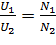 U₁/U₂ = N₁/N₂